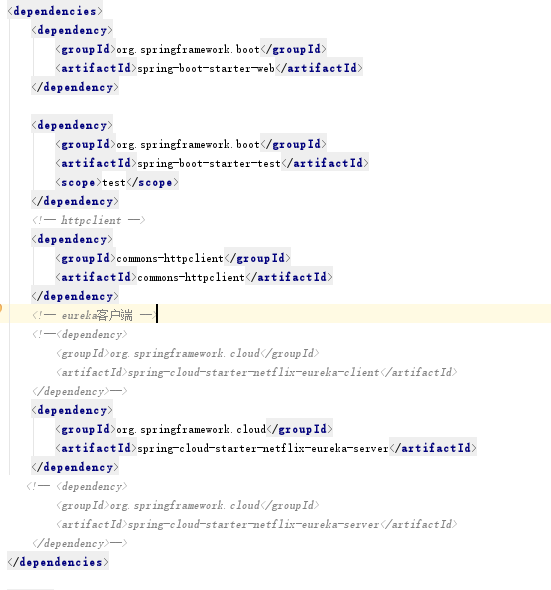 <dependencies>
<dependency>
<groupId>org.springframework.boot</groupId>
<artifactId>spring-boot-starter-web</artifactId>
</dependency>
<dependency>
<groupId>org.springframework.boot</groupId>
<artifactId>spring-boot-starter-test</artifactId>
<scope>test</scope>
</dependency>
<!-- httpclient -->
<dependency>
<groupId>commons-httpclient</groupId>
<artifactId>commons-httpclient</artifactId>
</dependency>
<!-- eureka客户端 -->
<!--<dependency>
<groupId>org.springframework.cloud</groupId>
<artifactId>spring-cloud-starter-netflix-eureka-client</artifactId>
</dependency>-->
<dependency>
<groupId>org.springframework.cloud</groupId>
<artifactId>spring-cloud-starter-netflix-eureka-server</artifactId>
</dependency>
<!-- <dependency>
<groupId>org.springframework.cloud</groupId>
<artifactId>spring-cloud-starter-netflix-eureka-server</artifactId>
</dependency>-->
</dependencies>